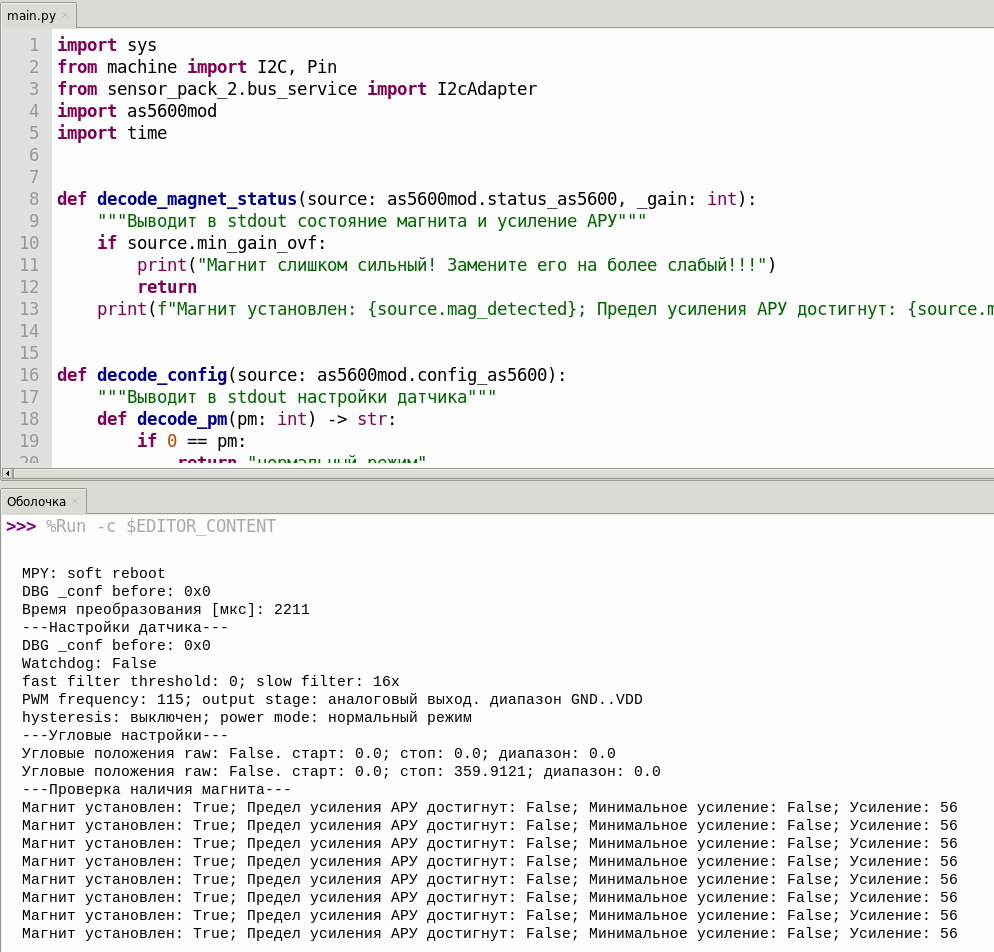 main.py
1 import sys
2 from machine import I2C, Pin
3 from sensor_pack_2.bus_service import I2cAdapter
4 import as5600mod
5 import time
6
7
8 def decode_magnet_status(source: as5600mod.status_as5600, _gain: int):
9 """Выводит в stdout состояние магнита и усиление АРУ"""
10 if source.min_gain_ovf:
11 print("Магнит слишком сильный! Замените его на более слабый!!!")
12 return
13 print(f"Магнит установлен: {source.mag_detected}; Предел усиления АРУ достигнут: {source.m
14
15
16 def decode_config(source: as5600mod.config_as5600):
17 """Выводит в stdout настройки датчика"""
18 def decode_pm(pm: int) -> str:
19 if 0 == pm:
20 return "нормальный режим"
Оболочка
>>> %Run -c $EDITOR_CONTENT
MPY: soft reboot
DBG _conf before: 0x0
Время преобразования [мкс]: 2211
---Настройки датчика---
DBG _conf before: 0x0
Watchdog: False
fast filter threshold: 0; slow filter: 16x
PWM frequency: 115; output stage: аналоговый выход. диапазон GND..VDD
hysteresis: выключен; power mode: нормальный режим
---Угловые настройки---
Угловые положения raw: False. старт: 0.0; стоп: 0.0; диапазон: 0.0
Угловые положения raw: False. старт: 0.0; стоп: 359.9121; диапазон: 0.0
---Проверка наличия магнита---
Магнит установлен: True; Предел усиления АРУ достигнут: False; Минимальное усиление: False; Усиление: 56
Магнит установлен: True; Предел усиления АРУ достигнут: False; Минимальное усиление: False; Усиление: 56
Магнит установлен: True; Предел усиления АРУ достигнут: False; Минимальное усиление: False; Усиление: 56
Магнит установлен: True; Предел усиления АРУ достигнут: False; Минимальное усиление: False; Усиление: 56
Магнит установлен: True; Предел усиления АРУ достигнут: False; Минимальное усиление: False; Усиление: 56
Магнит установлен: True; Предел усиления АРУ достигнут: False; Минимальное усиление: False; Усиление: 56
Магнит установлен: True; Предел усиления АРУ достигнут: False; Минимальное усиление: False; Усиление: 56
Магнит установлен: True; Предел усиления АРУ достигнут: False; Минимальное усиление: False; Усиление: 56